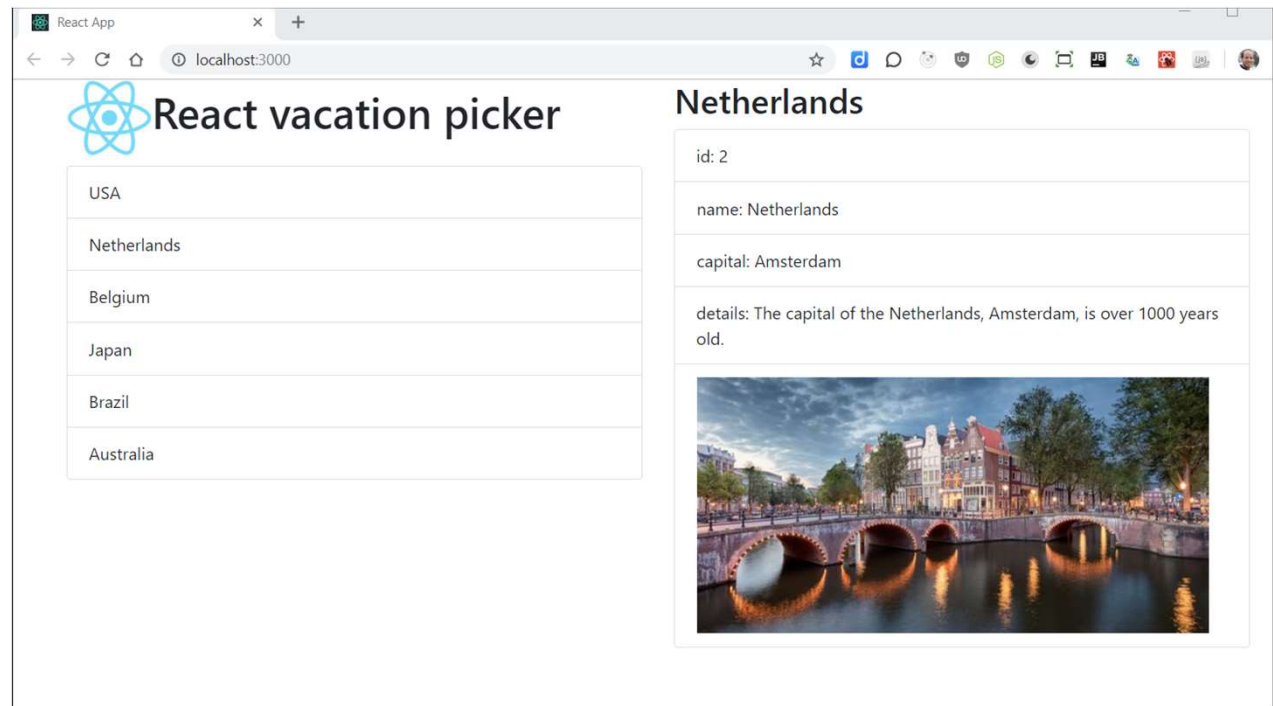 React App
localhost:3000
React vacation picker
USA
Netherlands
Belgium
Japan
Brazil
Australia
Netherlands
id: 2
name: Netherlands
capital: Amsterdam
details: The capital of the Netherlands, Amsterdam, is over 1000 years
old.